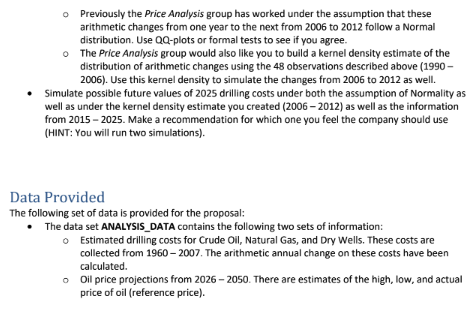 o Previously the Price Analysis group has worked under the assumption that these
arithmetic changes from one year to the next from 2006 to 2012 follow a Normal
distribution. Use QQ-plots or formal tests to see if you agree.
o The Price Analysis group would also like you to build a kernel density estimate of the
distribution of arithmetic changes using the 48 observations described above (1990 –
2006). Use this kernel density to simulate the changes from 2006 to 2012 as well.
• Simulate possible future values of 2025 drilling costs under both the assumption of Normality as
well as under the kernel density estimate you created (2006 – 2012) as well as the information
from 2015 – 2025. Make a recommendation for which one you feel the company should use
(HINT: You will run two simulations).
Data Provided
The following set of data is provided for the proposal:
• The data set ANALYSIS_DATA contains the following two sets of information:
o Estimated drilling costs for Crude Oil, Natural Gas, and Dry Wells. These costs are
collected from 1960 – 2007. The arithmetic annual change on these costs have been
calculated.
o Oil price projections from 2026 – 2050. There are estimates of the high, low, and actual
price of oil (reference price).